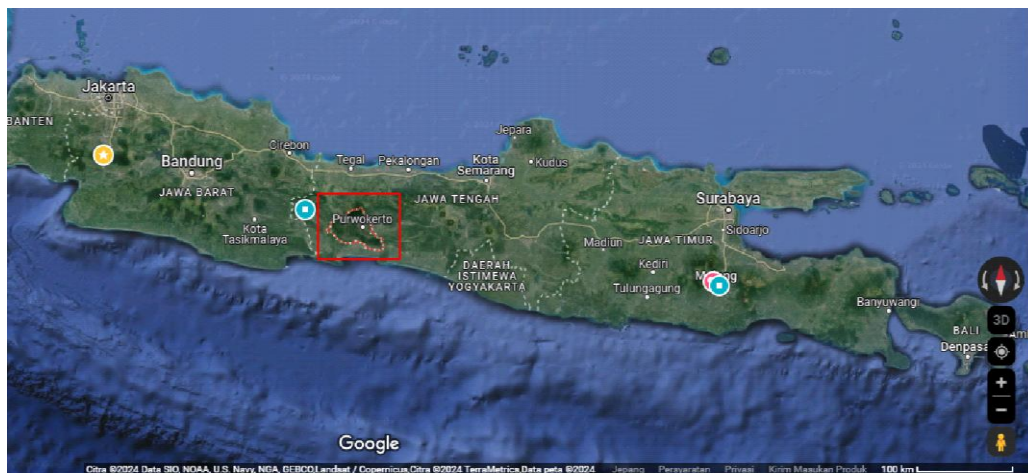 Jakarta
BANTEN
Bandung
JAWA BARAT
Kota
Tasikmalaya
Cirebon
Tegal
Pekalongan
Purwokerto
Jepara
Kudus
Kota
Semarang
JAWA TENGAH
DAERAH
ISTIMEWA
YOGYAKARTA
Surabaya
Sidoarjo
Madiun
JAWA TIMUR
Kediri
Tulungagung
Banyuwangi
BALI
3D
Google
Citra ©2024 Data SIO, NOAA, U.S. Navy, NGA, GEBCO,Landsat / Copernicus,Citra ©2024 TerraMetrics,Data peta ©2024
Jepang
Persyaratan
Privasi
Kirim Masukan Produk
100 km